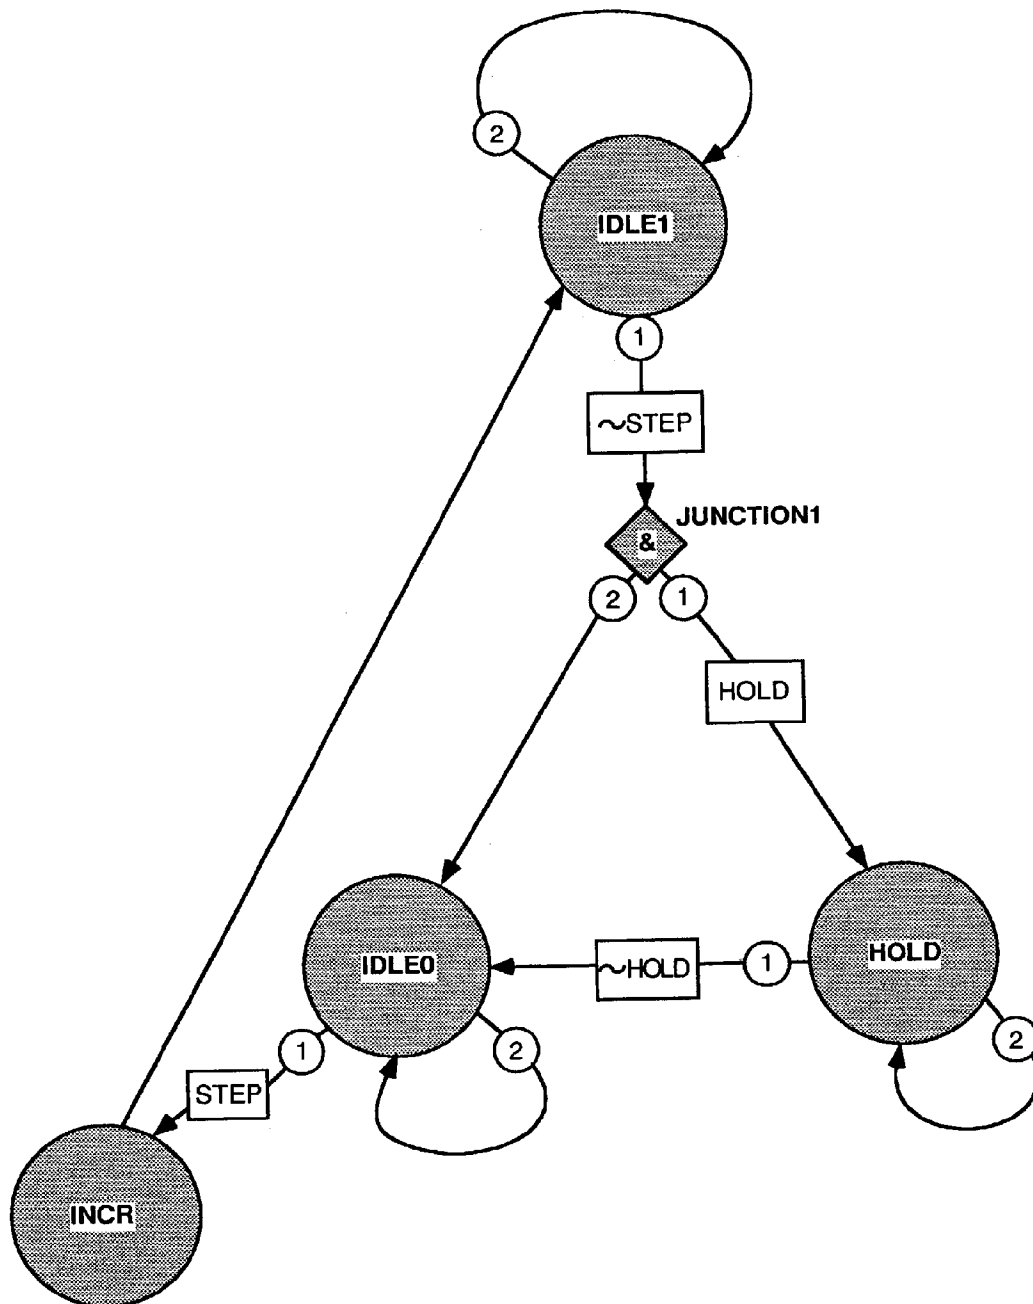 2
IDLE1
1
~STEP
JUNCTION1
&
2
1
HOLD
IDLE0
~HOLD
1
HOLD
1
2
2
STEP
INCR